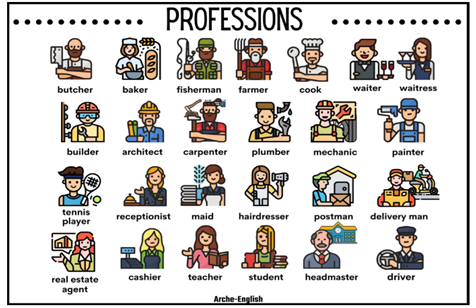 PROFESSIONS
butcher baker fisherman farmer cook waiter waitress
builder architect carpenter plumber mechanic painter
tennis player receptionist maid hairdresser postman delivery man
real estate agent cashier teacher student headmaster driver
Arche-English